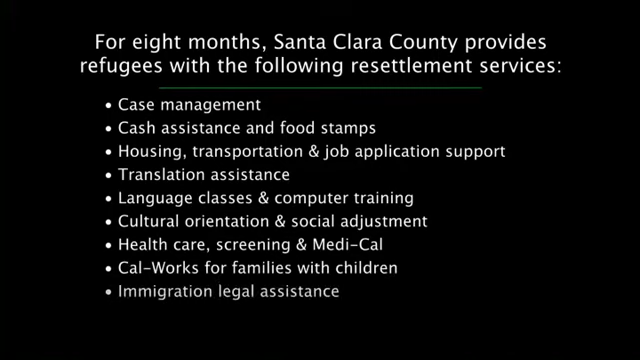 For eight months, Santa Clara County provides
refugees with the following resettlement services:
• Case management
• Cash assistance and food stamps
• Housing, transportation & job application support
• Translation assistance
• Language classes & computer training
• Cultural orientation & social adjustment
• Health care, screening & Medi-Cal
• Cal-Works for families with children
• Immigration legal assistance